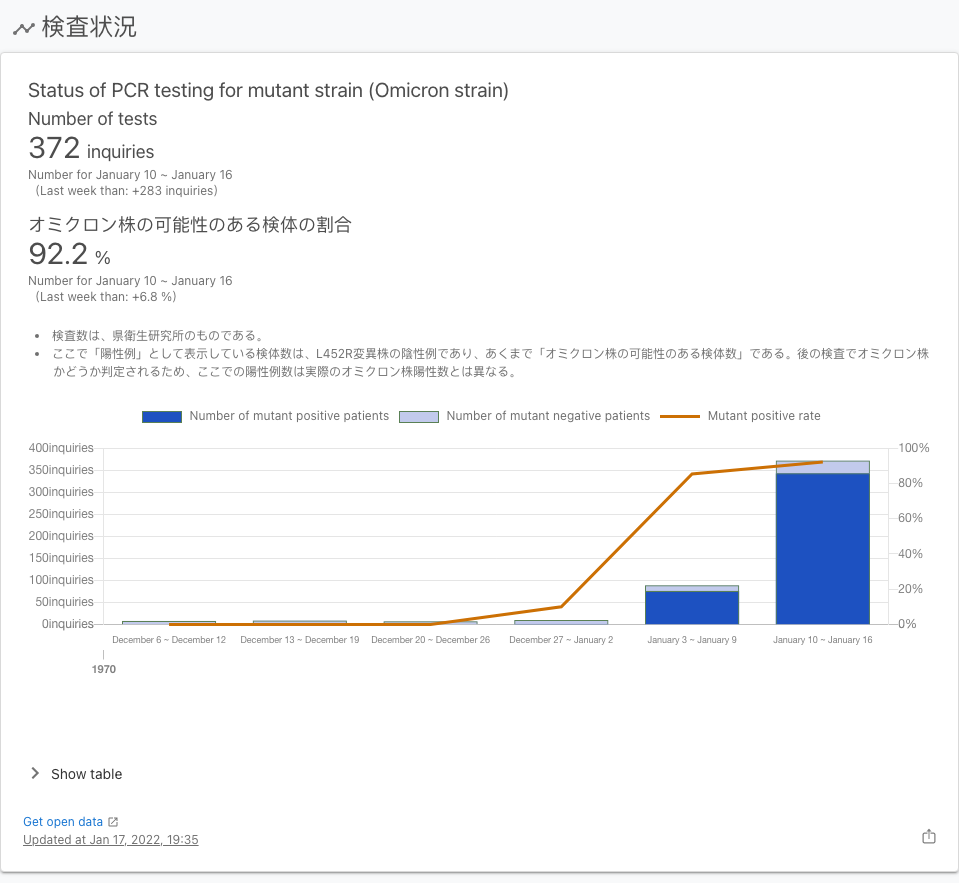 検査状況
Status of PCR testing for mutant strain (Omicron strain)
Number of tests
372 inquiries
Number for January 10 ~ January 16
(Last week than: +283 inquiries)
オミクロン株の可能性のある検体の割合
92.2 %
Number for January 10 ~ January 16
(Last week than: +6.8 %)
• 検査数は、県衛生研究所のものである。
• ここで「陽性例」として表示している検体数は、L452R変異株の陰性例であり、あくまで「オミクロン株の可能性のある検体数」である。後の検査でオミクロン株
かどうか判定されるため、ここでの陽性例数は実際のオミクロン株陽性数とは異なる。
Number of mutant positive patients Number of mutant negative patients Mutant positive rate
400inquiries 100%
350inquiries
80%
300inquiries
250inquiries 60%
200inquiries
150inquiries 40%
100inquiries
20%
50inquiries
0inquiries 0%
December 6 ~ December 12 December 13 ~ December 19 December 20 ~ December 26 December 27 ~ January 2 January 3 ~ January 9 January 10 ~ January 16
1970
Show table
Get open data
Updated at Jan 17, 2022, 19:35